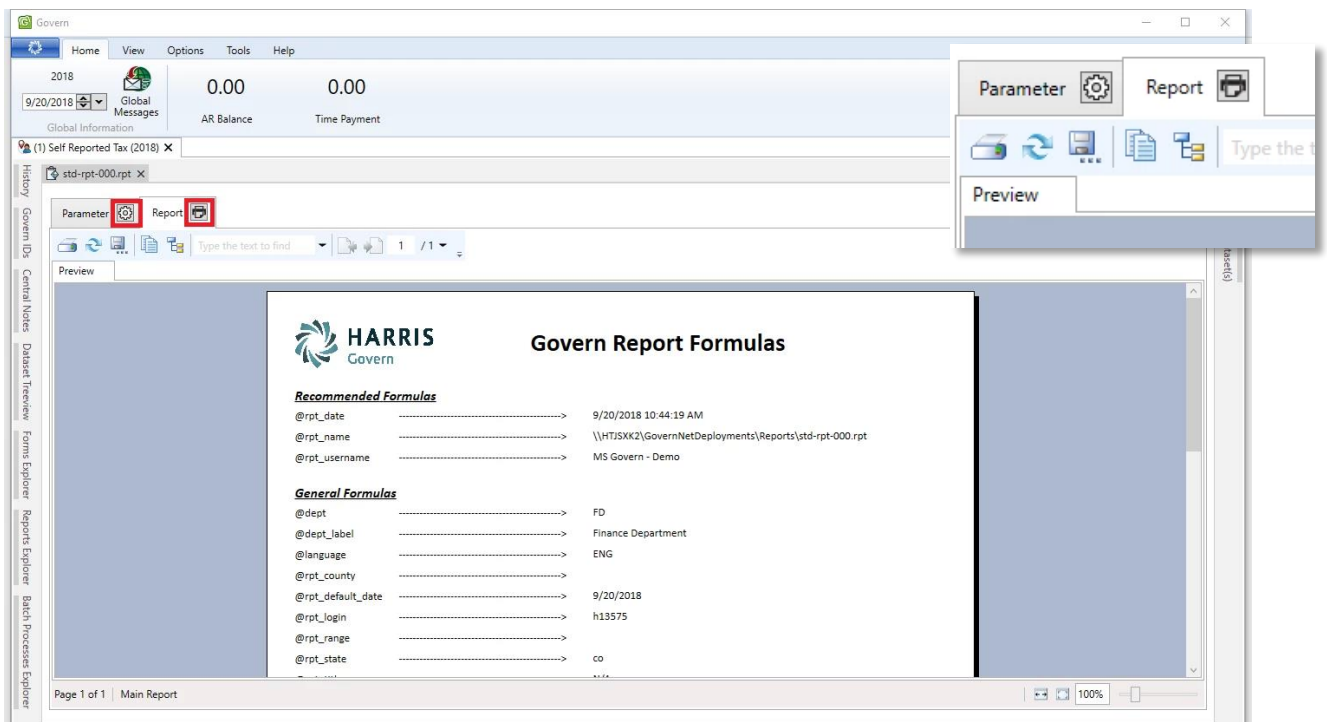 Govern
Home View Options Tools Help
2018
9/20/2018
Global Messages
Global Information
0.00
AR Balance
0.00
Time Payment
(1) Self Reported Tax (2018)
std-rpt-000.rpt
Parameter Report
Type the text to find
1 / 1
Preview
Parameter Report
Type the t
Preview
History
Govern IDs
Central Notes
Dataset Treeview
Forms Explorer
Reports Explorer
Batch Processes Explorer
taset(s)
HARRIS
Govern
Govern Report Formulas
Recommended Formulas
@rpt_date ----------------------------------------------> 9/20/2018 10:44:19 AM
@rpt_name ----------------------------------------------> \\HTJSXK2\GovernNetDeployments\Reports\std-rpt-000.rpt
@rpt_username ----------------------------------------------> MS Govern - Demo
General Formulas
@dept ----------------------------------------------> FD
@dept_label ----------------------------------------------> Finance Department
@language ----------------------------------------------> ENG
@rpt_county ---------------------------------------------->
@rpt_default_date ----------------------------------------------> 9/20/2018
@rpt_login ----------------------------------------------> h13575
@rpt_range ---------------------------------------------->
@rpt_state ----------------------------------------------> co
Page 1 of 1 Main Report
100%